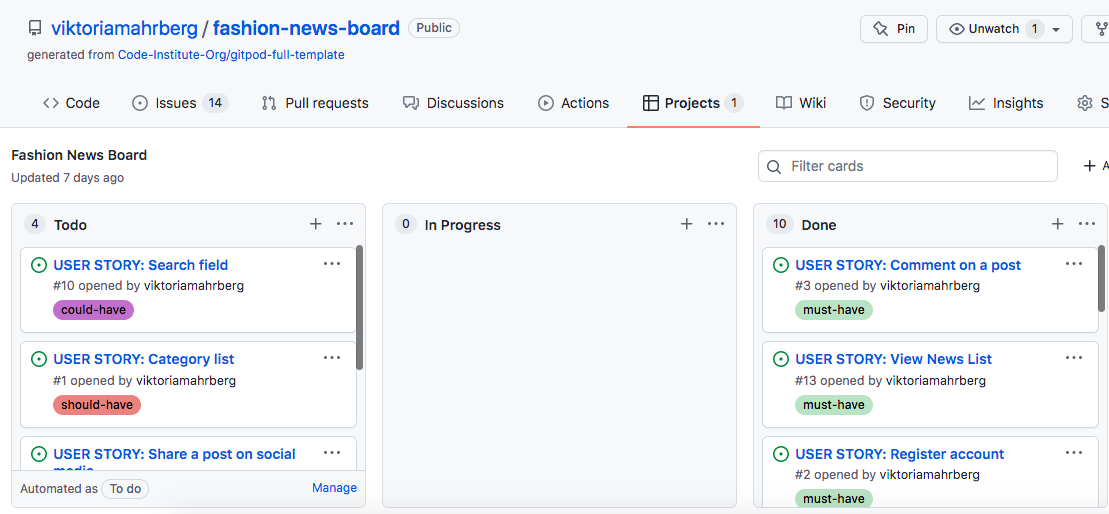 viktoriamahrberg / fashion-news-board Public
Pin
Unwatch 1
generated from Code-Institute-Org/gitpod-full-template
Code
Issues 14
Pull requests
Discussions
Actions
Projects 1
Wiki
Security
Insights
S
Fashion News Board
Updated 7 days ago
Filter cards
+ A
4 Todo
USER STORY: Search field
#10 opened by viktoriamahrberg
could-have
USER STORY: Category list
#1 opened by viktoriamahrberg
should-have
USER STORY: Share a post on social
media
Automated as To do
Manage
0 In Progress
10 Done
USER STORY: Comment on a post
#3 opened by viktoriamahrberg
must-have
USER STORY: View News List
#13 opened by viktoriamahrberg
must-have
USER STORY: Register account
#2 opened by viktoriamahrberg
must-have